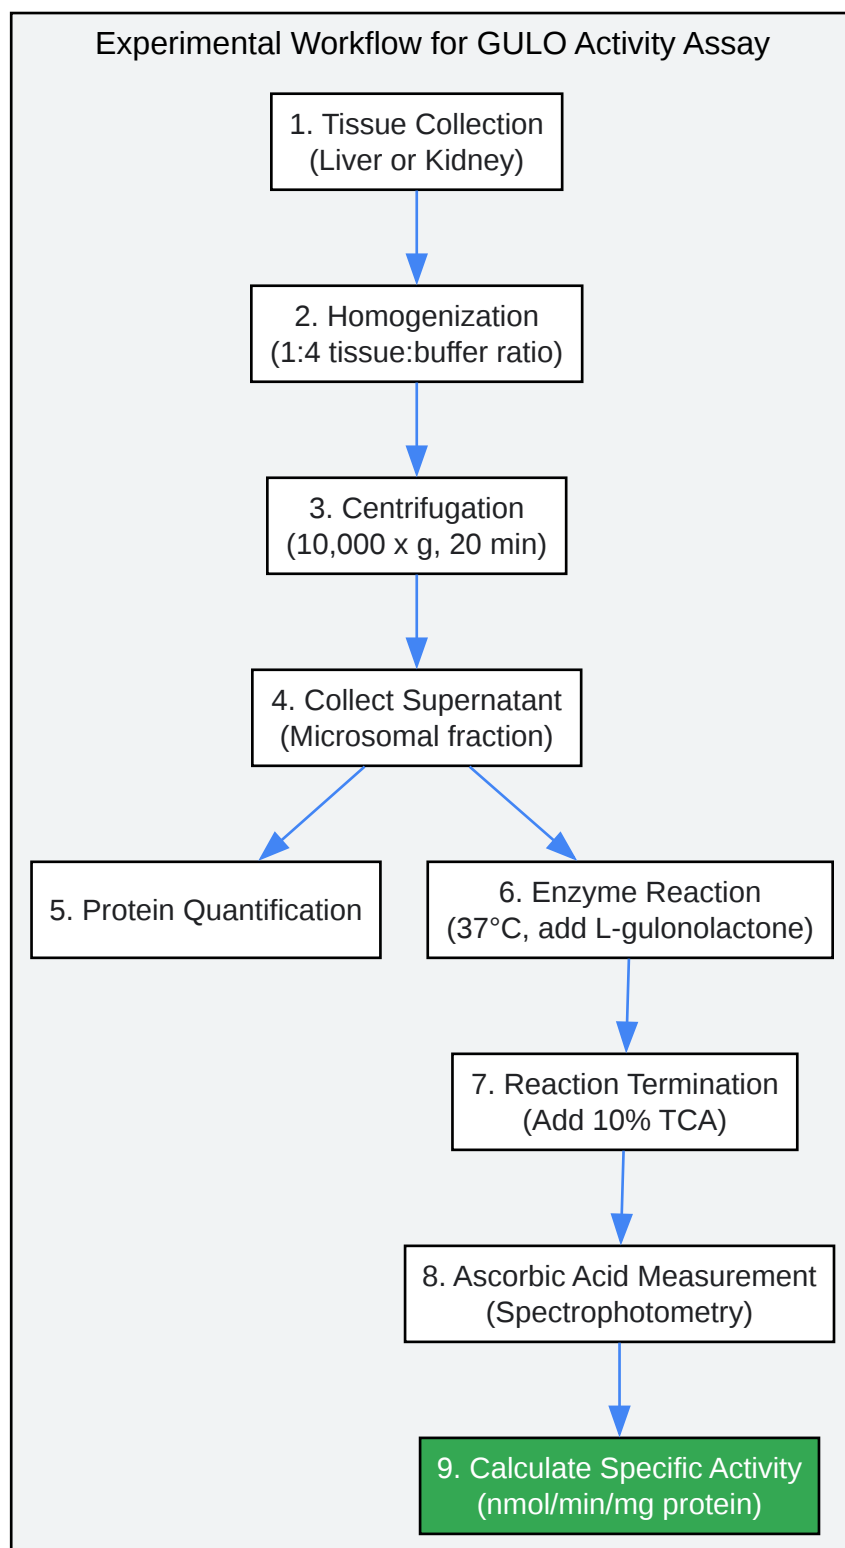 Experimental Workflow for GULO Activity Assay
1. Tissue Collection
(Liver or Kidney)
2. Homogenization
(1:4 tissue:buffer ratio)
3. Centrifugation
(10,000 x g, 20 min)
4. Collect Supernatant
(Microsomal fraction)
5. Protein Quantification
6. Enzyme Reaction
(37°C, add L-gulonolactone)
7. Reaction Termination
(Add 10% TCA)
8. Ascorbic Acid Measurement
(Spectrophotometry)
9. Calculate Specific Activity
(nmol/min/mg protein)